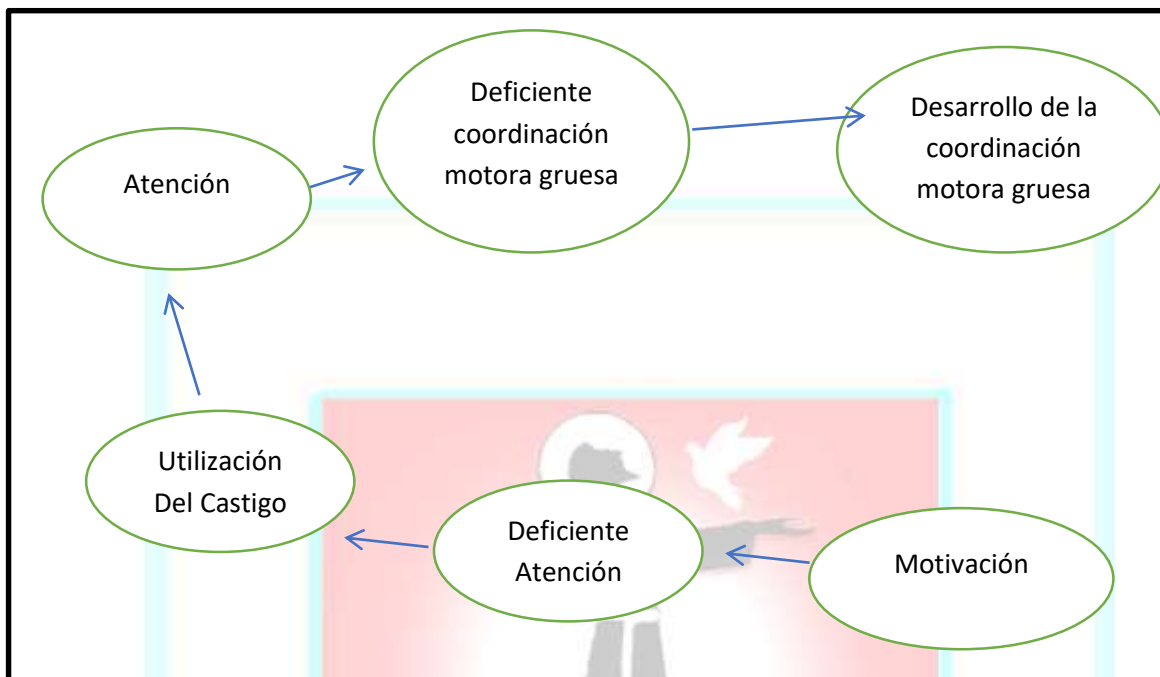 Deficiente
coordinación
motora gruesa
Desarrollo de la
coordinación
motora gruesa
Atención
Utilización
Del Castigo
Deficiente
Atención
Motivación